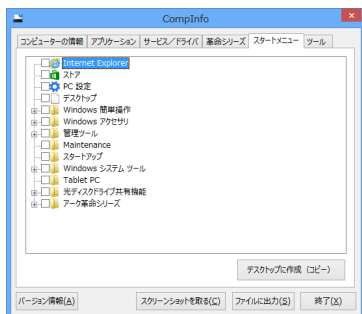 CompInfo
コンピューターの情報 アプリケーション サービス／ドライバ 革命シリーズ スタートメニュー ツール
Internet Explorer
ストア
PC 設定
デスクトップ
Windows 簡単操作
Windows アクセサリ
管理ツール
Maintenance
スタートアップ
Windows システム ツール
Tablet PC
光ディスクドライブ共有機能
アーク革命シリーズ
デスクトップに作成（コピー）
バージョン情報(A) スクリーンショットを取る(C) ファイルに出力(S) 終了(X)